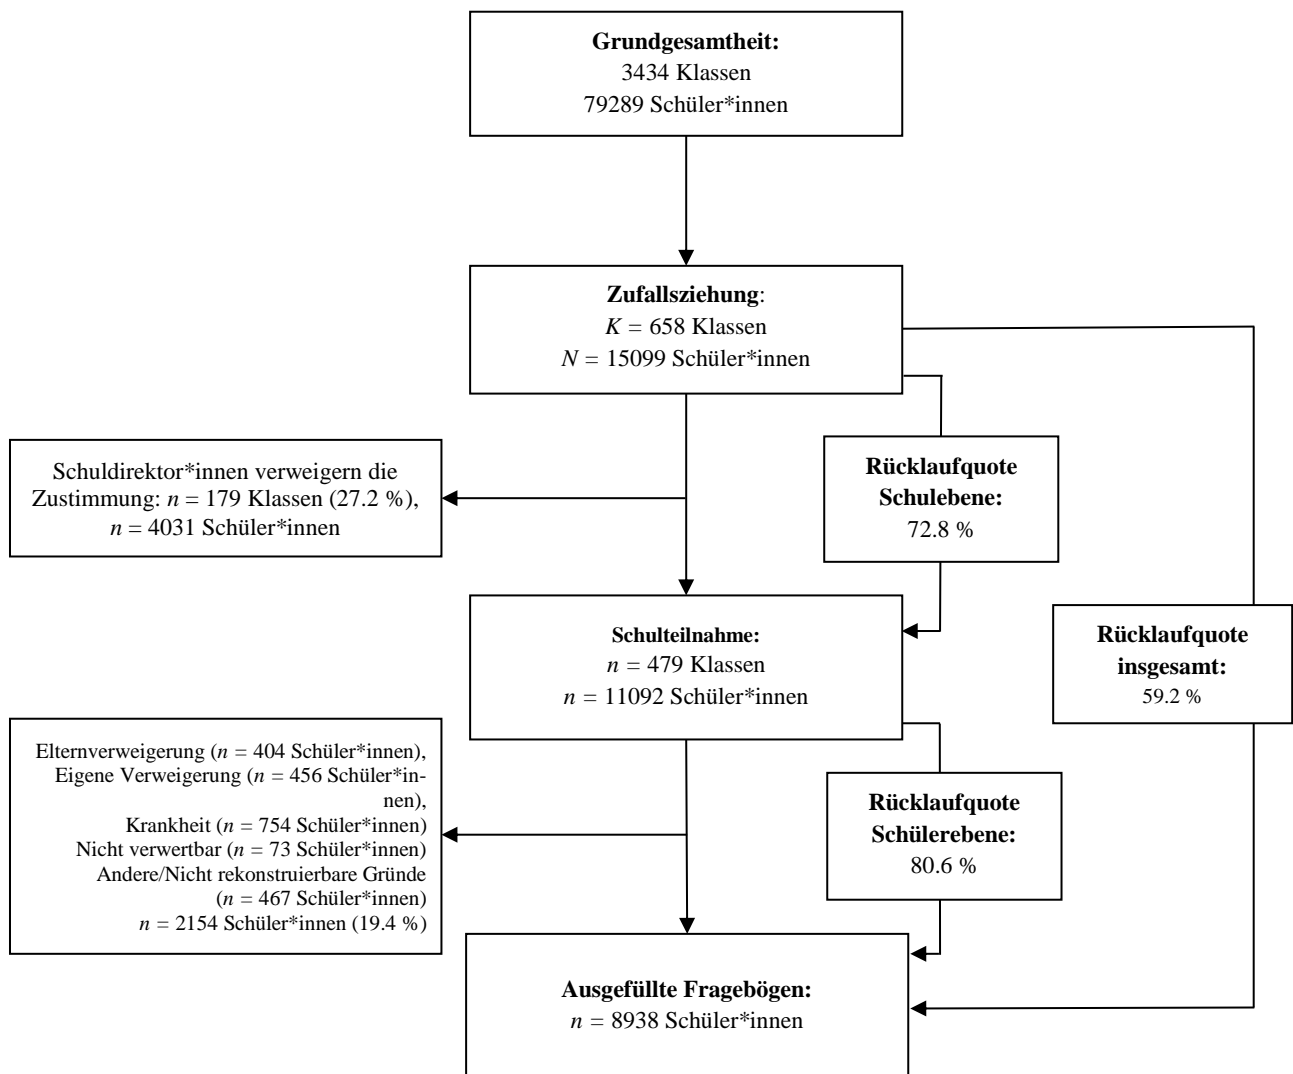 Grundgesamtheit:
3434 Klassen
79289 Schüler*innen
Zufallsziehung:
K = 658 Klassen
N = 15099 Schüler*innen
Schuldirektor*innen verweigern die
Zustimmung: n = 179 Klassen (27.2 %),
n = 4031 Schüler*innen
Rücklaufquote
Schulebene:
72.8 %
Schulteilnahme:
n = 479 Klassen
n = 11092 Schüler*innen
Rücklaufquote
insgesamt:
59.2 %
Elternverweigerung (n = 404 Schüler*innen),
Eigene Verweigerung (n = 456 Schüler*in-
nen),
Krankheit (n = 754 Schüler*innen)
Nicht verwertbar (n = 73 Schüler*innen)
Andere/Nicht rekonstruierbare Gründe
(n = 467 Schüler*innen)
n = 2154 Schüler*innen (19.4 %)
Rücklaufquote
Schülerebene:
80.6 %
Ausgefüllte Fragebögen:
n = 8938 Schüler*innen